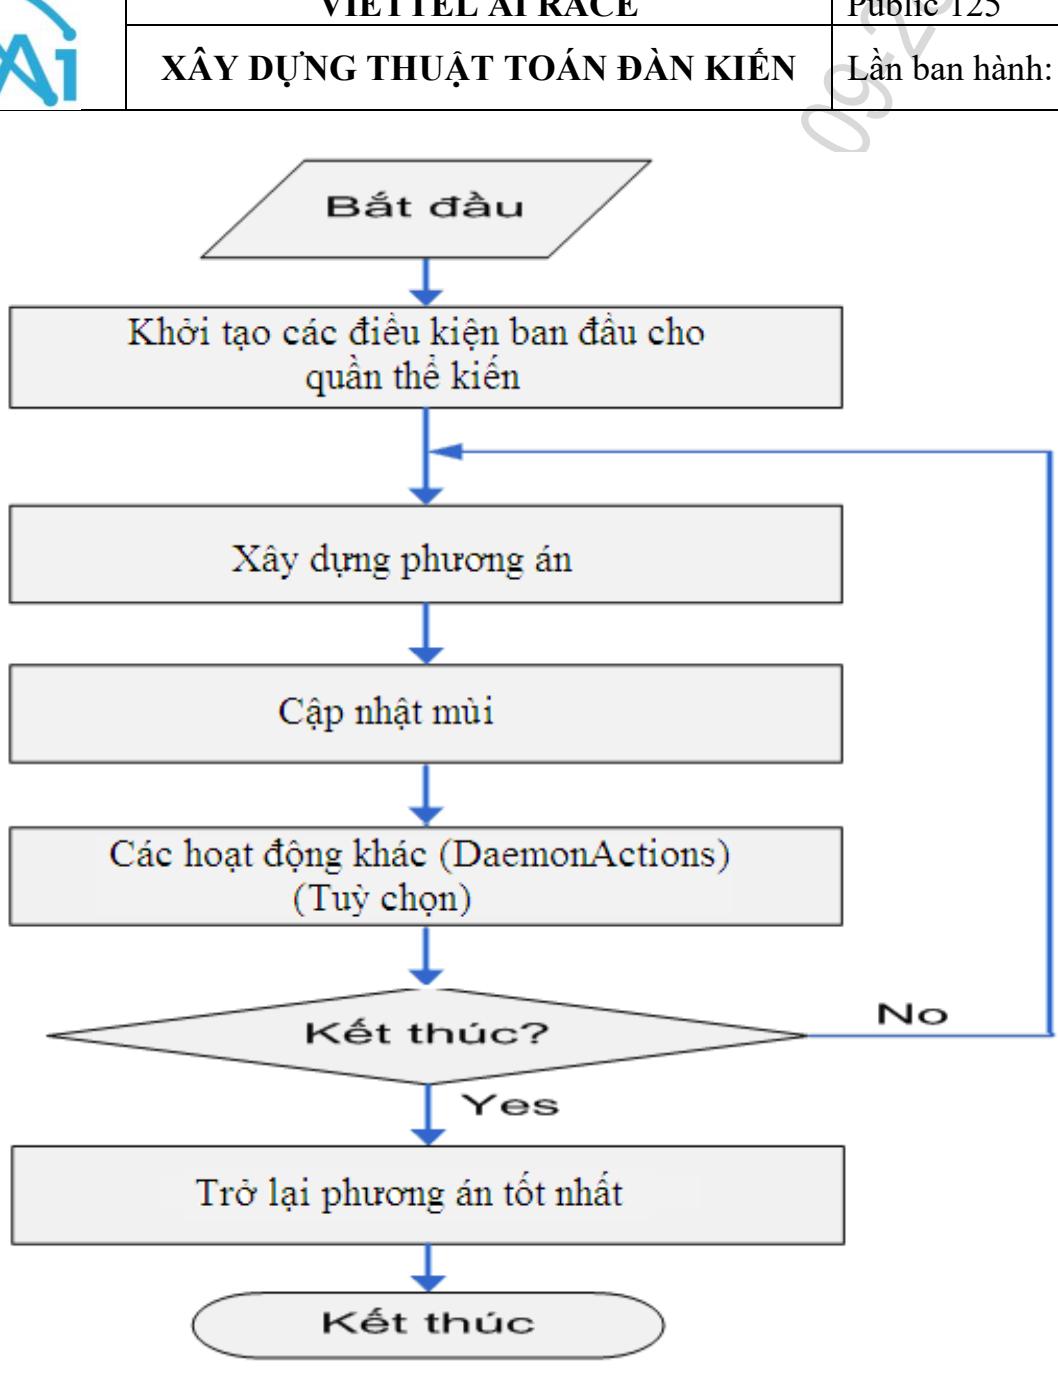 VIETTEL AI RACE
Public 125
Ai
XÂY DỰNG THUẬT TOÁN ĐÀN KIẾN
Lần ban hành:
Bắt đầu
Khởi tạo các điều kiện ban đầu cho
quần thể kiến
Xây dựng phương án
Cập nhật mùi
Các hoạt động khác (DaemonActions)
(Tuỳ chọn)
Kết thúc?
No
Yes
Trở lại phương án tốt nhất
Kết thúc